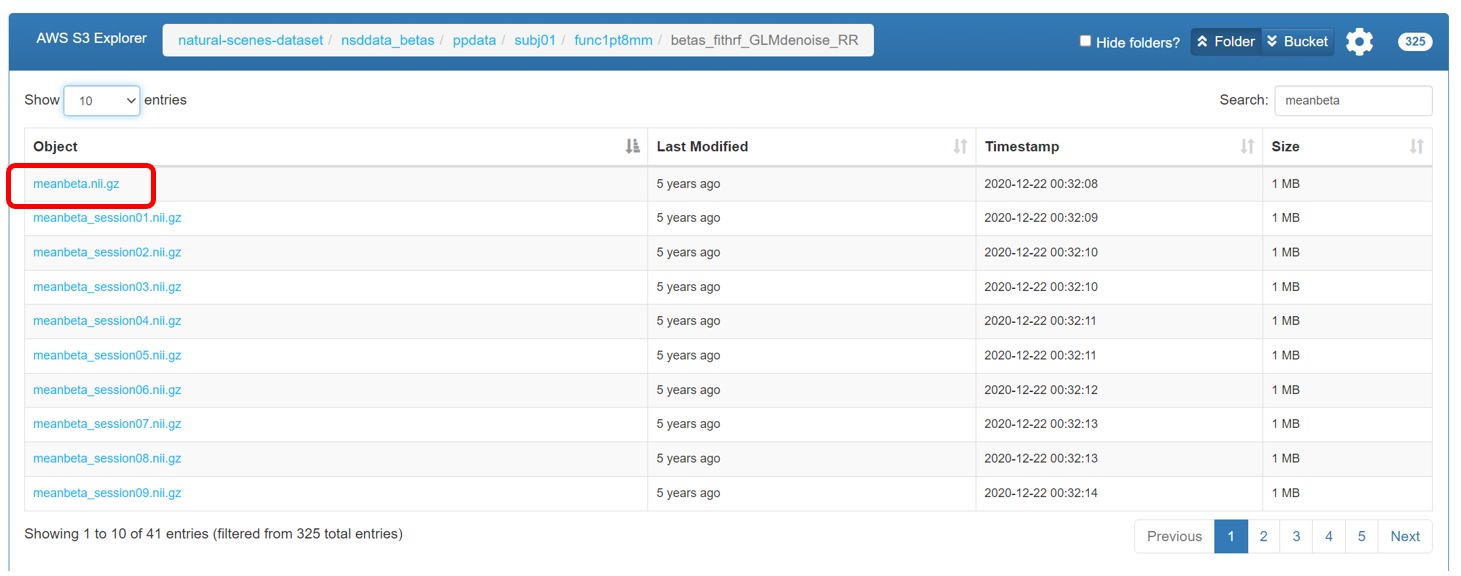 AWS S3 Explorer natural-scenes-dataset / nsddata_betas / ppdata / subj01 / func1pt8mm / betas_fithrf_GLMdenoise_RR Hide folders? Folder Bucket 325
Show 10 entries Search: meanbeta
Object Last Modified Timestamp Size
meanbeta.nii.gz 5 years ago 2020-12-22 00:32:08 1 MB
meanbeta_session01.nii.gz 5 years ago 2020-12-22 00:32:09 1 MB
meanbeta_session02.nii.gz 5 years ago 2020-12-22 00:32:10 1 MB
meanbeta_session03.nii.gz 5 years ago 2020-12-22 00:32:10 1 MB
meanbeta_session04.nii.gz 5 years ago 2020-12-22 00:32:11 1 MB
meanbeta_session05.nii.gz 5 years ago 2020-12-22 00:32:11 1 MB
meanbeta_session06.nii.gz 5 years ago 2020-12-22 00:32:12 1 MB
meanbeta_session07.nii.gz 5 years ago 2020-12-22 00:32:13 1 MB
meanbeta_session08.nii.gz 5 years ago 2020-12-22 00:32:13 1 MB
meanbeta_session09.nii.gz 5 years ago 2020-12-22 00:32:14 1 MB
Showing 1 to 10 of 41 entries (filtered from 325 total entries) Previous 1 2 3 4 5 Next